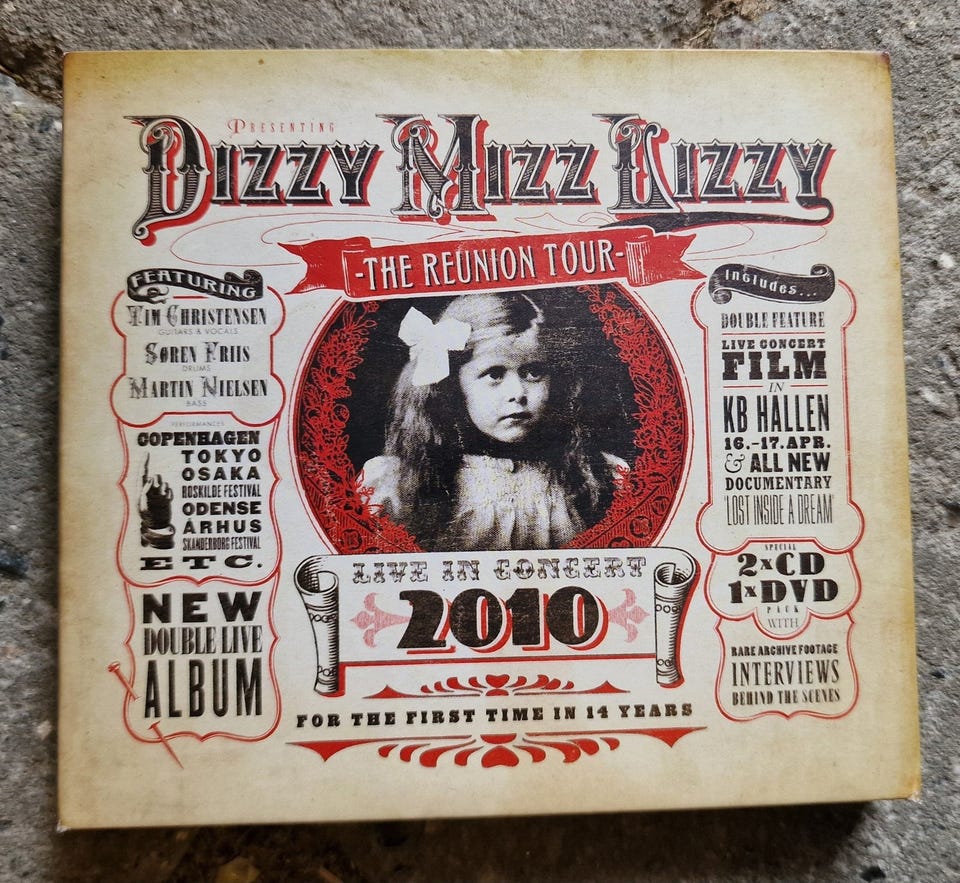 PRESENTING
DIZZY MIZZ LIZZY
-THE REUNION TOUR-
FEATURING
TIM CHRISTENSEN
GUITARS & VOCALS
SØREN FRIIS
DRUMS
MARTIN NIELSEN
BASS
PERFORMANCES
COPENHAGEN
TOKYO
OSAKA
ROSKILDE FESTIVAL
ODENSE
ÅRHUS
SKANDERBORG FESTIVAL
ETC.
NEW
DOUBLE LIVE
ALBUM
Includes...
DOUBLE FEATURE
LIVE CONCERT
FILM
IN
KB HALLEN
16.-17. APR.
& ALL NEW
DOCUMENTARY
'LOST INSIDE A DREAM'
SPECIAL
2xCD
1xDVD
PACK
WITH
RARE ARCHIVE FOOTAGE
INTERVIEWS
BEHIND THE SCENES
LIVE IN CONCERT
2010
FOR THE FIRST TIME IN 14 YEARS